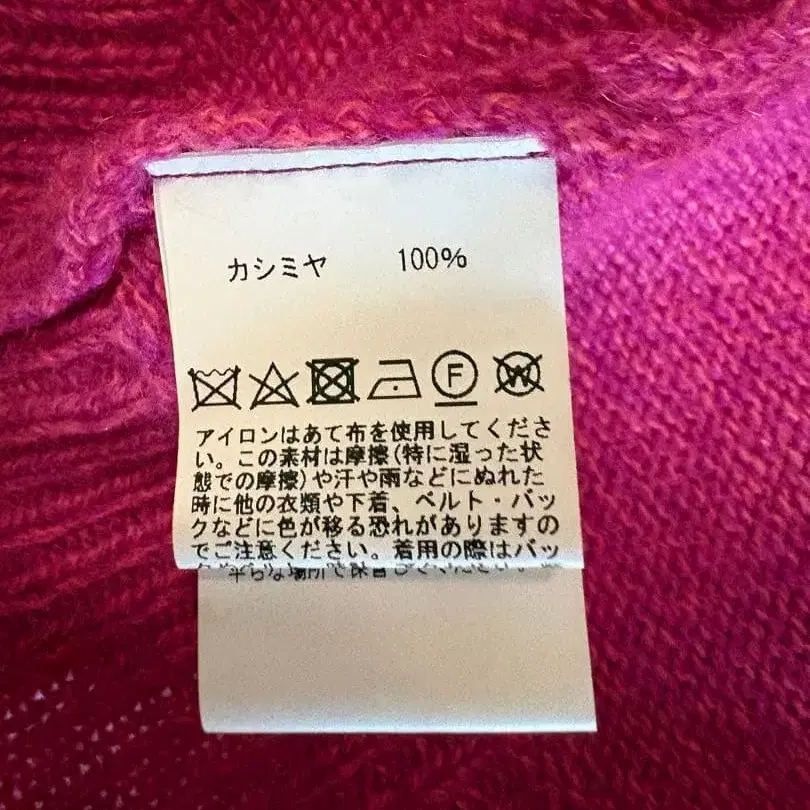 カシミヤ 100%
F
W
アイロンはあて布を使用してくださ
い。この素材は摩擦(特に湿った状
態での摩擦)や汗や雨などにぬれた
時に他の衣類や下着、ベルト・バッ
クなどに色が移る恐れがありますの
でご注意ください。着用の際はバッ